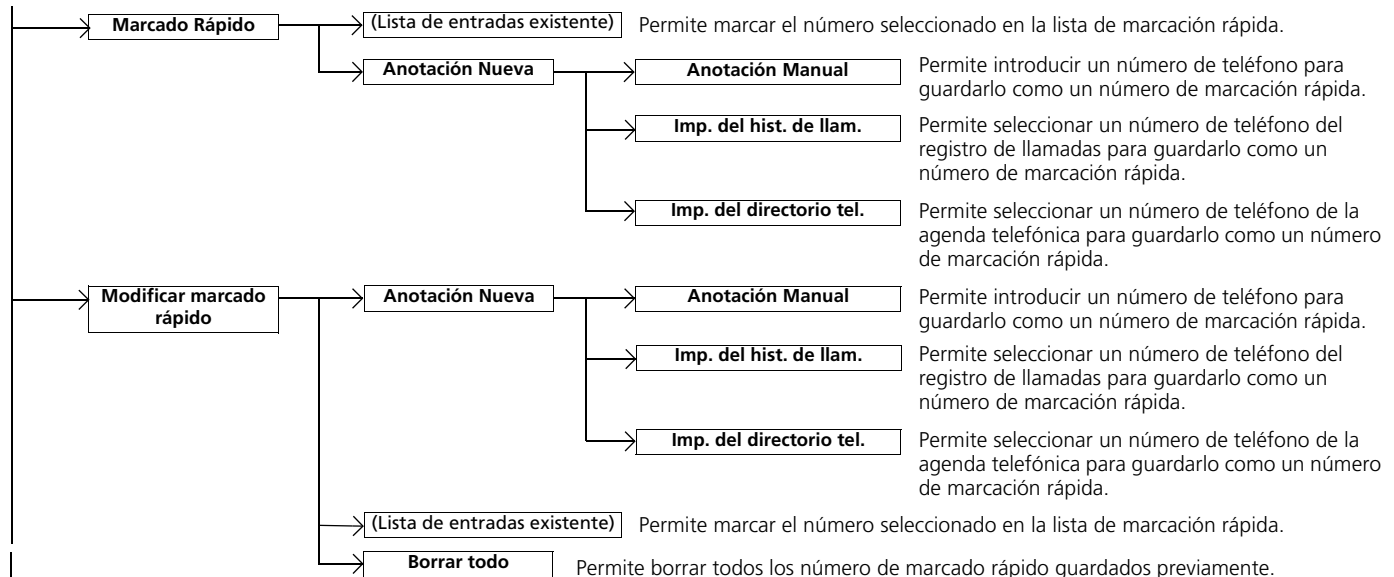 Marcado Rápido
(Lista de entradas existente)
Permite marcar el número seleccionado en la lista de marcación rápida.
Anotación Nueva
Anotación Manual
Permite introducir un número de teléfono para
guardarlo como un número de marcación rápida.
Imp. del hist. de llam.
Permite seleccionar un número de teléfono del
registro de llamadas para guardarlo como un
número de marcación rápida.
Imp. del directorio tel.
Permite seleccionar un número de teléfono de la
agenda telefónica para guardarlo como un número
de marcación rápida.
Modificar marcado
rápido
Anotación Nueva
Anotación Manual
Permite introducir un número de teléfono para
guardarlo como un número de marcación rápida.
Imp. del hist. de llam.
Permite seleccionar un número de teléfono del
registro de llamadas para guardarlo como un
número de marcación rápida.
Imp. del directorio tel.
Permite seleccionar un número de teléfono de la
agenda telefónica para guardarlo como un número
de marcación rápida.
(Lista de entradas existente)
Permite marcar el número seleccionado en la lista de marcación rápida.
Borrar todo
Permite borrar todos los número de marcado rápido guardados previamente.